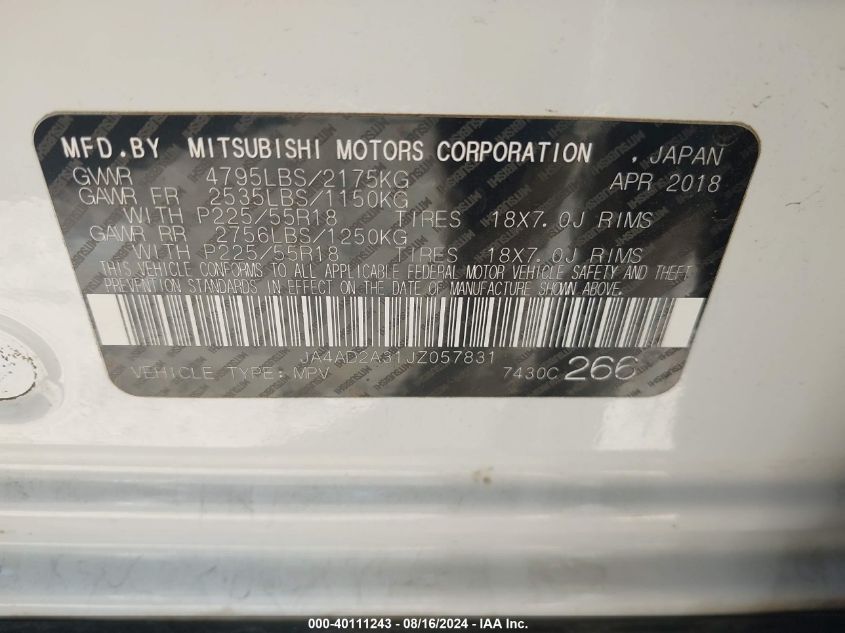 MFD.BY MITSUBISHI MOTORS CORPORATION , JAPAN
GVWR 4795LBS/2175KG APR 2018
GAWR FR 2535LBS/1150KG
WITH P225/55R18 TIRES 18X7.0J RIMS
GAWR RR 2756LBS/1250KG
WITH P225/55R18 TIRES 18X7.0J RIMS
THIS VEHICLE CONFORMS TO ALL APPLICABLE FEDERAL MOTOR VEHICLE SAFETY AND THEFT
PREVENTION STANDARDS IN EFFECT ON THE DATE OF MANUFACTURE SHOWN ABOVE.
JA4AD2A31JZ057831
VEHICLE TYPE: MPV 7430C 266
000-40111243 - 08/16/2024 - IAA Inc.